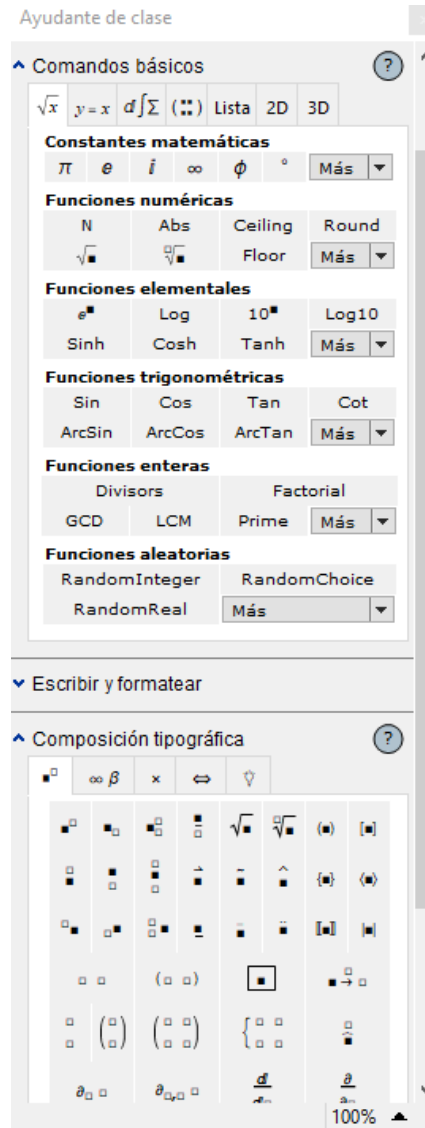 Ayudante de clase
Comandos básicos ?
√x y = x d∫Σ (∷) Lista 2D 3D
Constantes matemáticas
π e i ∞ ϕ ° Más
Funciones numéricas
N Abs Ceiling Round
√■ □√■ Floor Más
Funciones elementales
e■ Log 10■ Log10
Sinh Cosh Tanh Más
Funciones trigonométricas
Sin Cos Tan Cot
ArcSin ArcCos ArcTan Más
Funciones enteras
Divisors Factorial
GCD LCM Prime Más
Funciones aleatorias
RandomInteger RandomChoice
RandomReal Más
Escribir y formatear
Composición tipográfica ?
■□ ∞ β × ⇔
(■) [■]
{■} ⟨■⟩
⟦■⟧ |■|
∂□ □ ∂□,□ □ d ∂
100%